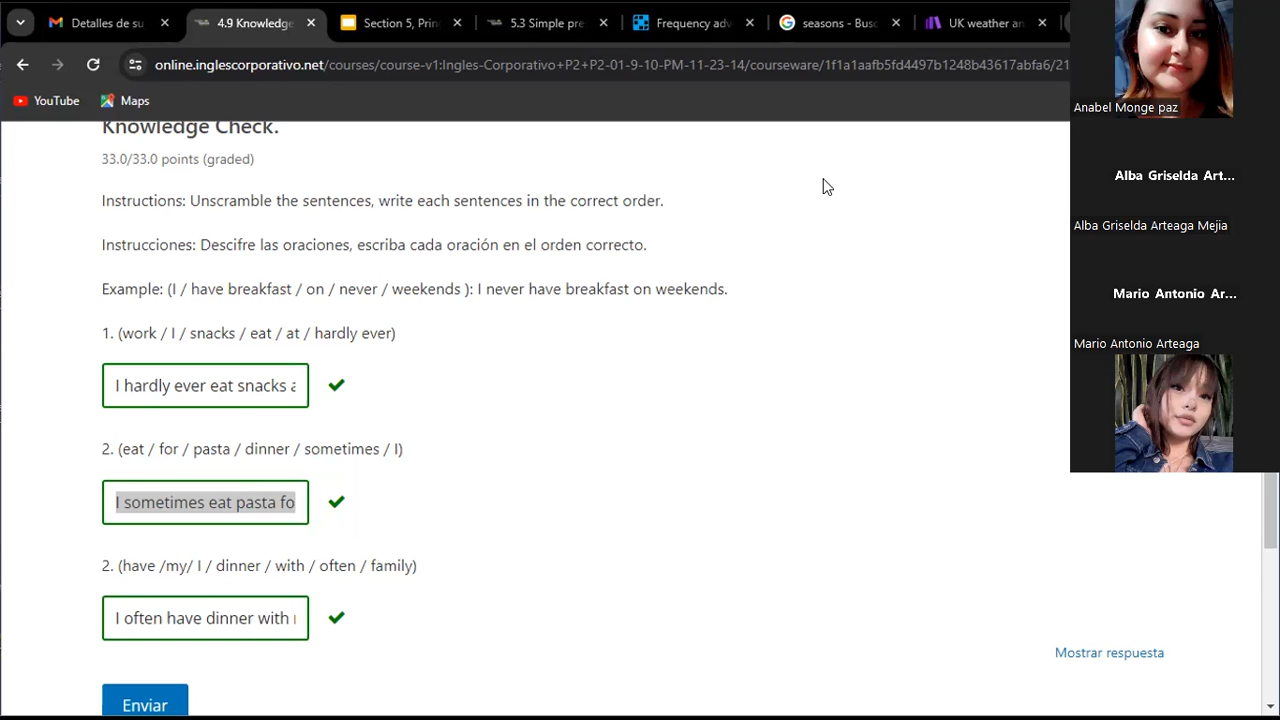 Detalles de su
4.9 Knowledge
Section 5, Prin
5.3 Simple pre
Frequency adv
seasons - Busc
UK weather an
online.inglescorporativo.net/courses/course-v1:Ingles-Corporativo+P2+P2-01-9-10-PM-11-23-14/courseware/1f1a1aafb5fd4497b1248b43617abfa6/21
YouTube
Maps
Knowledge Check.
33.0/33.0 points (graded)
Instructions: Unscramble the sentences, write each sentences in the correct order.
Instrucciones: Descifre las oraciones, escriba cada oración en el orden correcto.
Example: (I / have breakfast / on / never / weekends ): I never have breakfast on weekends.
1. (work / I / snacks / eat / at / hardly ever)
I hardly ever eat snacks a
2. (eat / for / pasta / dinner / sometimes / I)
I sometimes eat pasta fo
2. (have /my/ I / dinner / with / often / family)
I often have dinner with
Mostrar respuesta
Enviar
Anabel Monge paz
Alba Griselda Art...
Alba Griselda Arteaga Mejia
Mario Antonio Ar...
Mario Antonio Arteaga